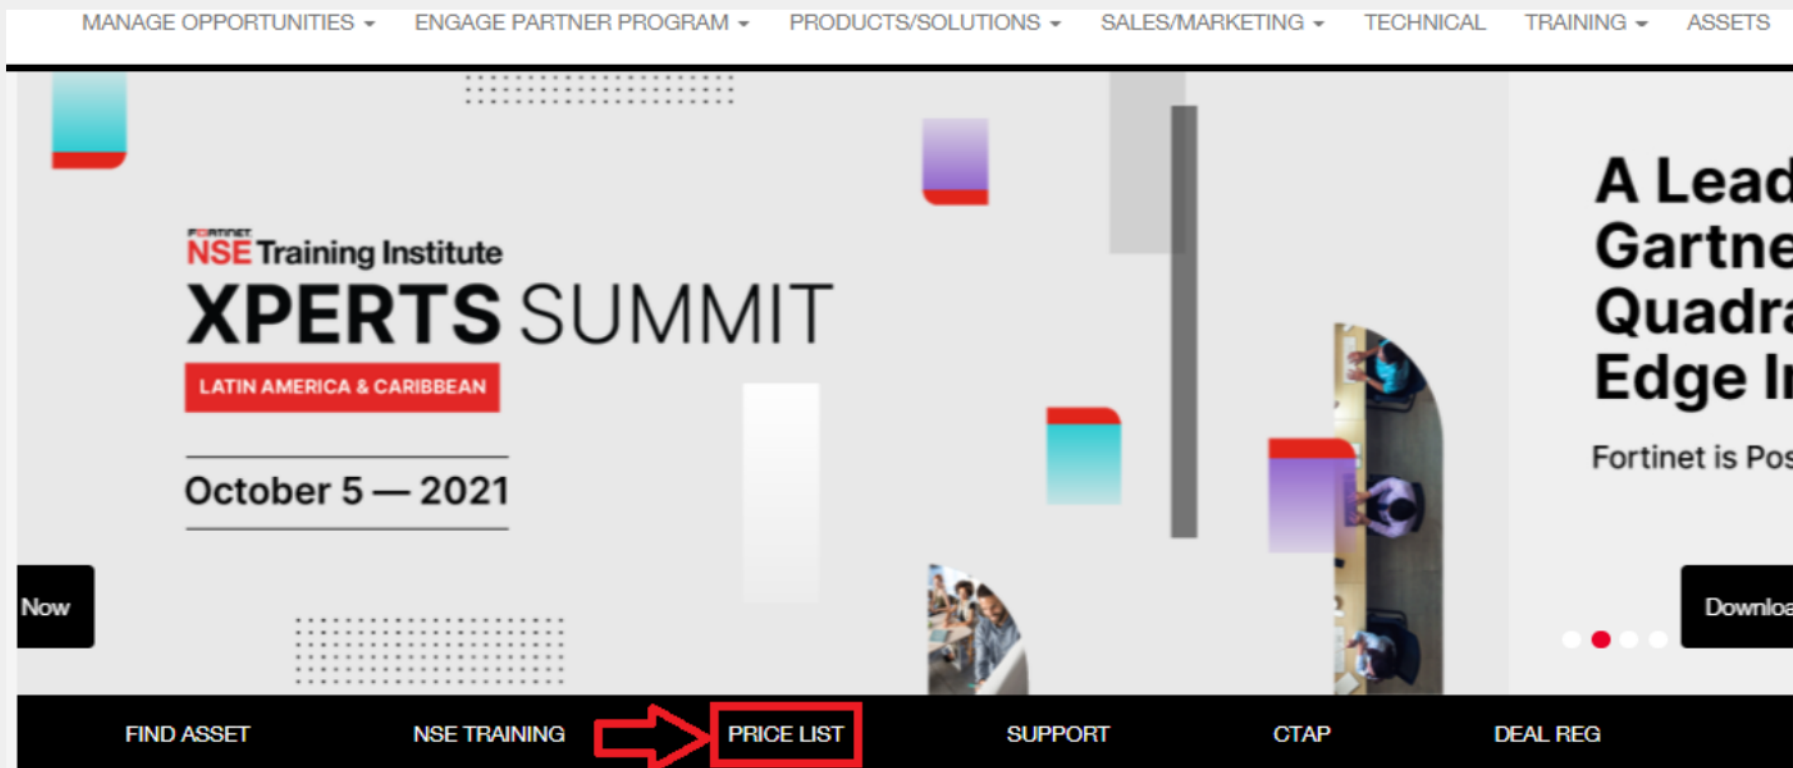 MANAGE OPPORTUNITIES ENGAGE PARTNER PROGRAM PRODUCTS/SOLUTIONS SALES/MARKETING TECHNICAL TRAINING ASSETS
FORTINET
NSE Training Institute
XPERTS SUMMIT
LATIN AMERICA & CARIBBEAN
October 5 — 2021
Now
A Lead
Gartne
Quadra
Edge In
Fortinet is Pos
Downloa
FIND ASSET NSE TRAINING PRICE LIST SUPPORT CTAP DEAL REG